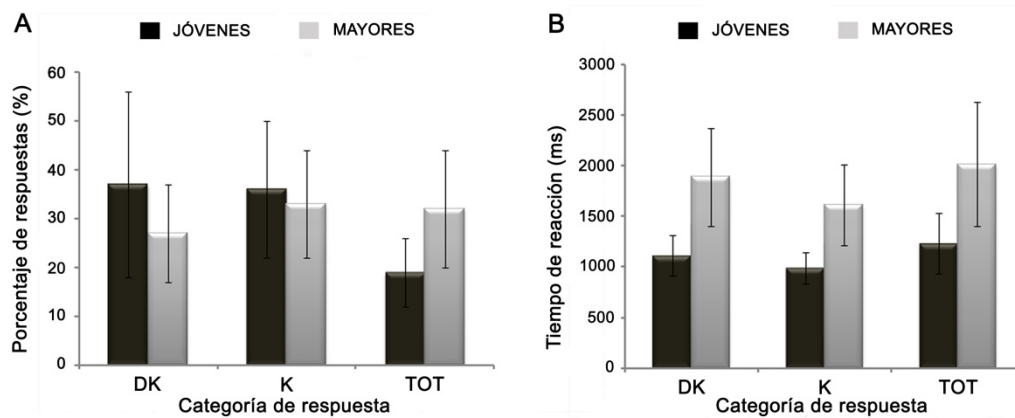 A
JÓVENES MAYORES
Porcentaje de respuestas (%)
60
50
40
30
20
10
0
DK K TOT
Categoría de respuesta
B
JÓVENES MAYORES
Tiempo de reacción (ms)
3000
2500
2000
1500
1000
500
0
DK K TOT
Categoría de respuesta